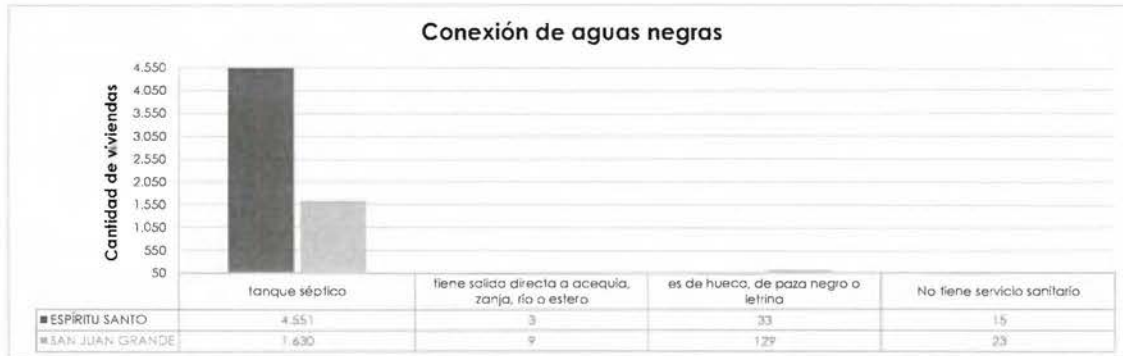 Conexión de aguas negras
Cantidad de viviendas
4.550
4.050
3.550
3.050
2.550
2.050
1.550
1.050
550
50
tanque séptico
tiene salida directa a acequia,
zanja, río o estero
es de hueco, de paza negro o
letrina
No tiene servicio sanitario
ESPÍRITU SANTO 4.551 3 33 15
SAN JUAN GRANDE 1.630 9 129 23